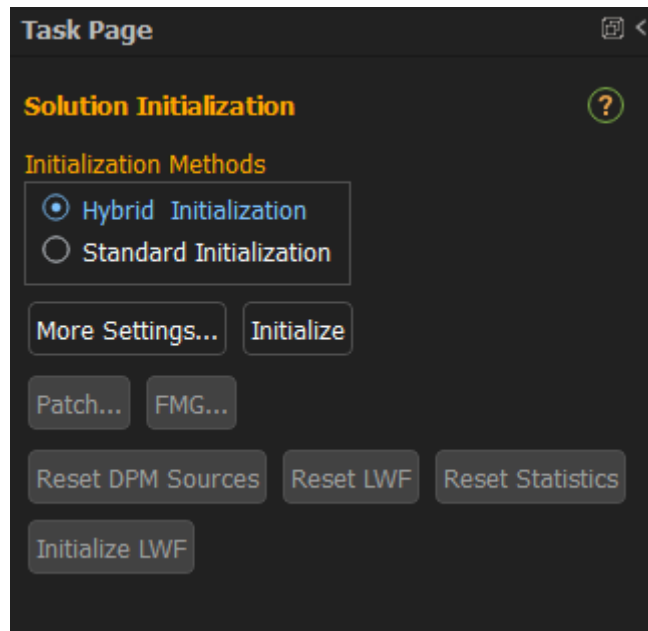 Task Page
Solution Initialization
?
Initialization Methods
Hybrid Initialization
Standard Initialization
More Settings... Initialize
Patch... FMG...
Reset DPM Sources Reset LWF Reset Statistics
Initialize LWF